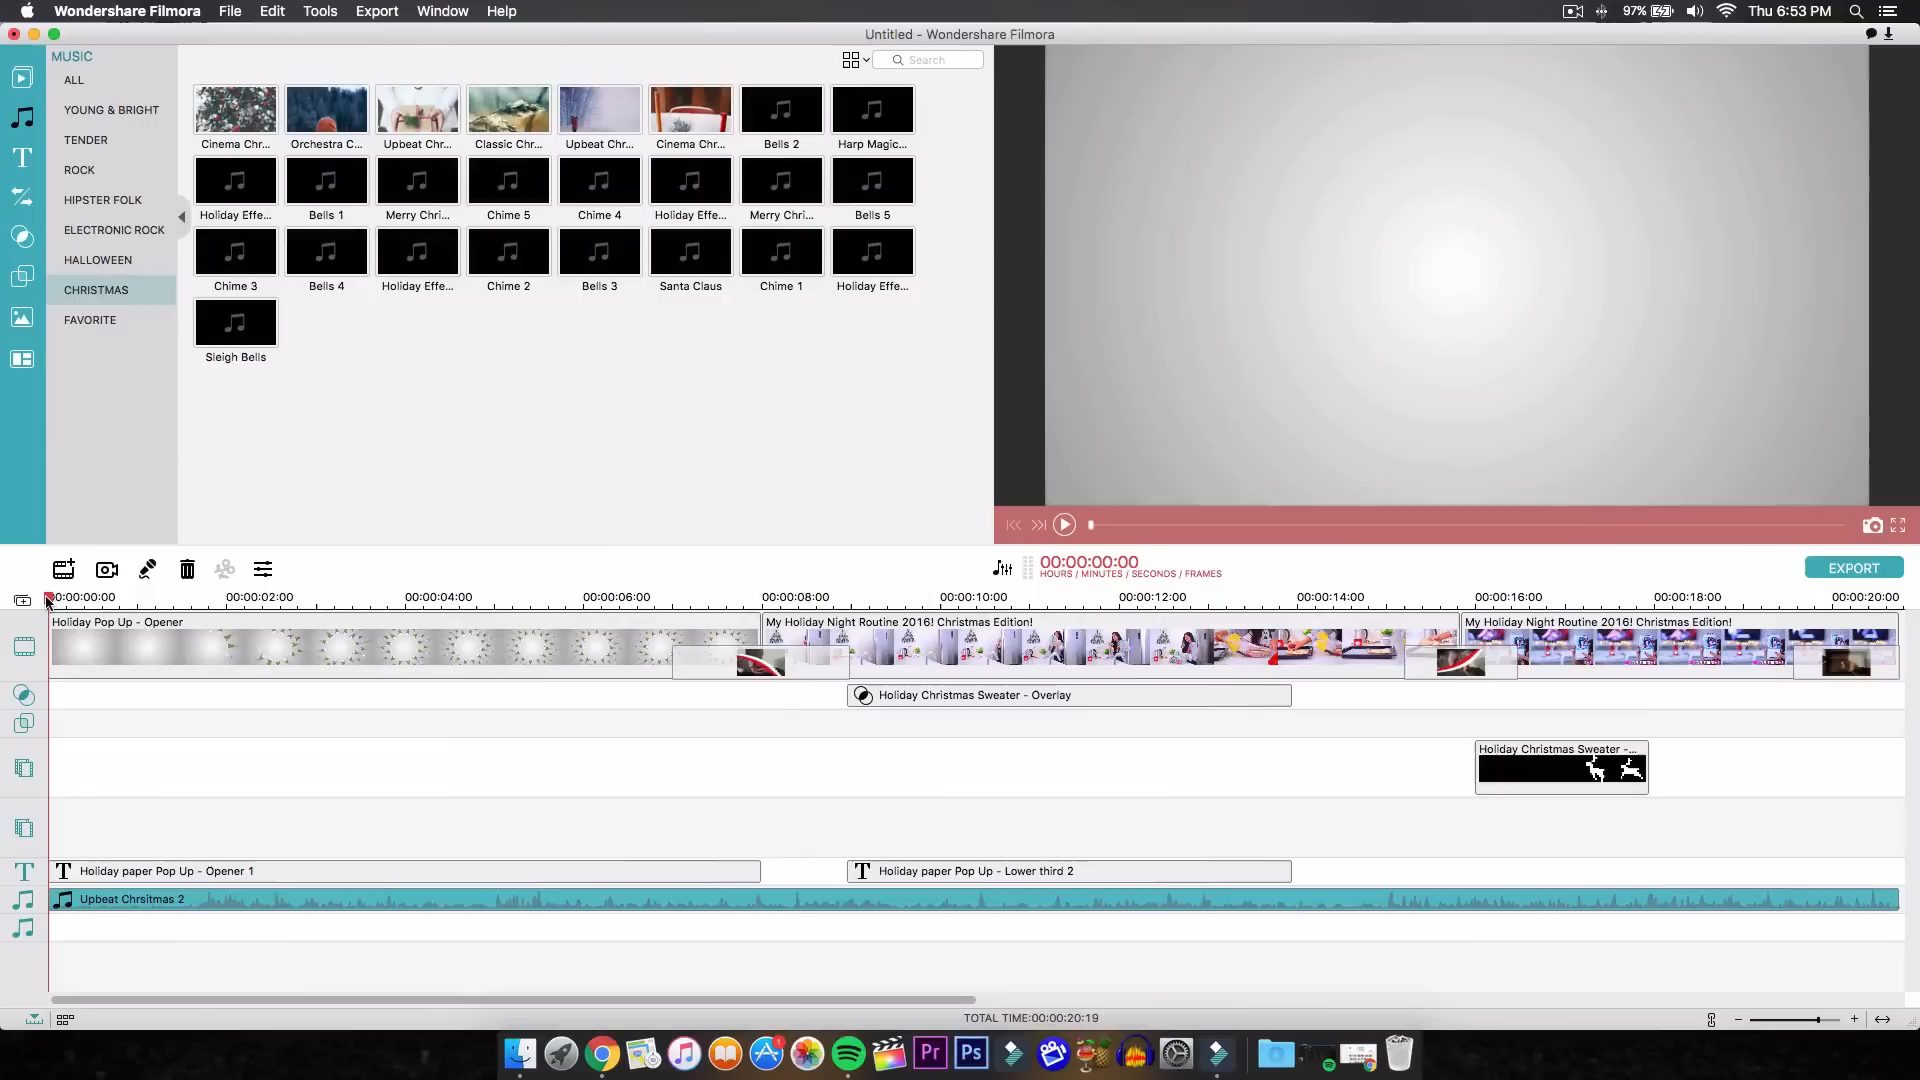 Wondershare Filmora File Edit Tools Export Window Help 97% Thu 6:53 PM
Untitled - Wondershare Filmora
MUSIC
ALL
YOUNG & BRIGHT
TENDER
ROCK
HIPSTER FOLK
ELECTRONIC ROCK
HALLOWEEN
CHRISTMAS
FAVORITE
Search
Cinema Chr... Orchestra C... Upbeat Chr... Classic Chr... Upbeat Chr... Cinema Chr... Bells 2 Harp Magic...
Holiday Effe... Bells 1 Merry Chri... Chime 5 Chime 4 Holiday Effe... Merry Chri... Bells 5
Chime 3 Bells 4 Holiday Effe... Chime 2 Bells 3 Santa Claus Chime 1 Holiday Effe...
Sleigh Bells
00:00:00:00
HOURS / MINUTES / SECONDS / FRAMES
EXPORT
00:00:00:00 00:00:02:00 00:00:04:00 00:00:06:00 00:00:08:00 00:00:10:00 00:00:12:00 00:00:14:00 00:00:16:00 00:00:18:00 00:00:20:00
Holiday Pop Up - Opener My Holiday Night Routine 2016! Christmas Edition! My Holiday Night Routine 2016! Christmas Edition!
Holiday Christmas Sweater - Overlay
Holiday Christmas Sweater -...
T Holiday paper Pop Up - Opener 1 T Holiday paper Pop Up - Lower third 2
Upbeat Chrsitmas 2
TOTAL TIME:00:00:20:19
Pr Ps